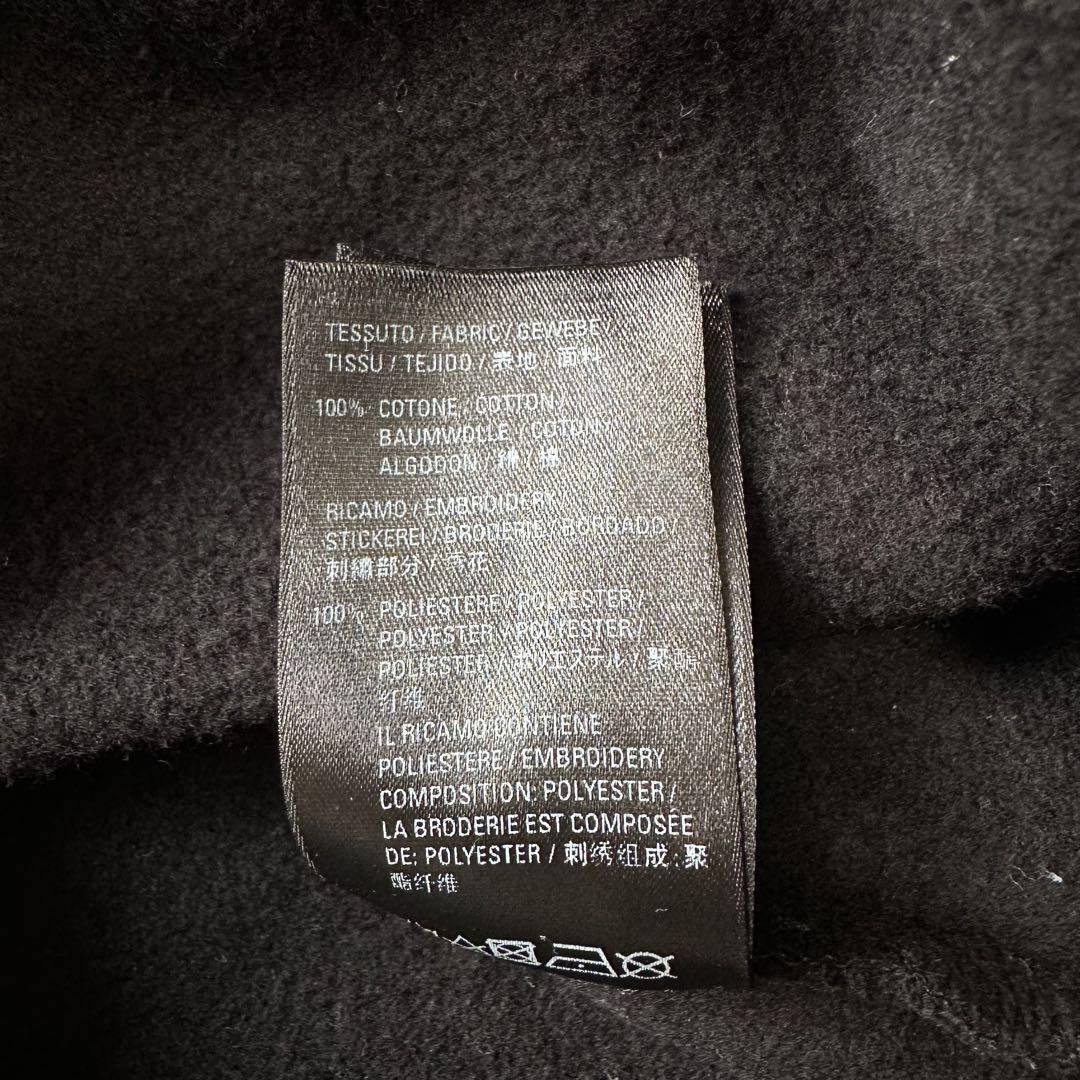 TESSUTO / FABRIC / GEWEBE /
TISSU / TEJIDO / 表地 / 面料
100% COTONE / COTTON /
BAUMWOLLE / COTON /
ALGODON / 綿 / 棉
RICAMO / EMBROIDERY
STICKEREI / BRODERIE / BORDADO /
刺繍部分 / 绣花
100% POLIESTERE / POLYESTER /
POLYESTER / POLYESTER /
POLIESTER / ポリエステル / 聚酯
纤维
IL RICAMO CONTIENE
POLIESTERE / EMBROIDERY
COMPOSITION: POLYESTER /
LA BRODERIE EST COMPOSÉE
DE: POLYESTER / 刺绣组成: 聚
酯纤维